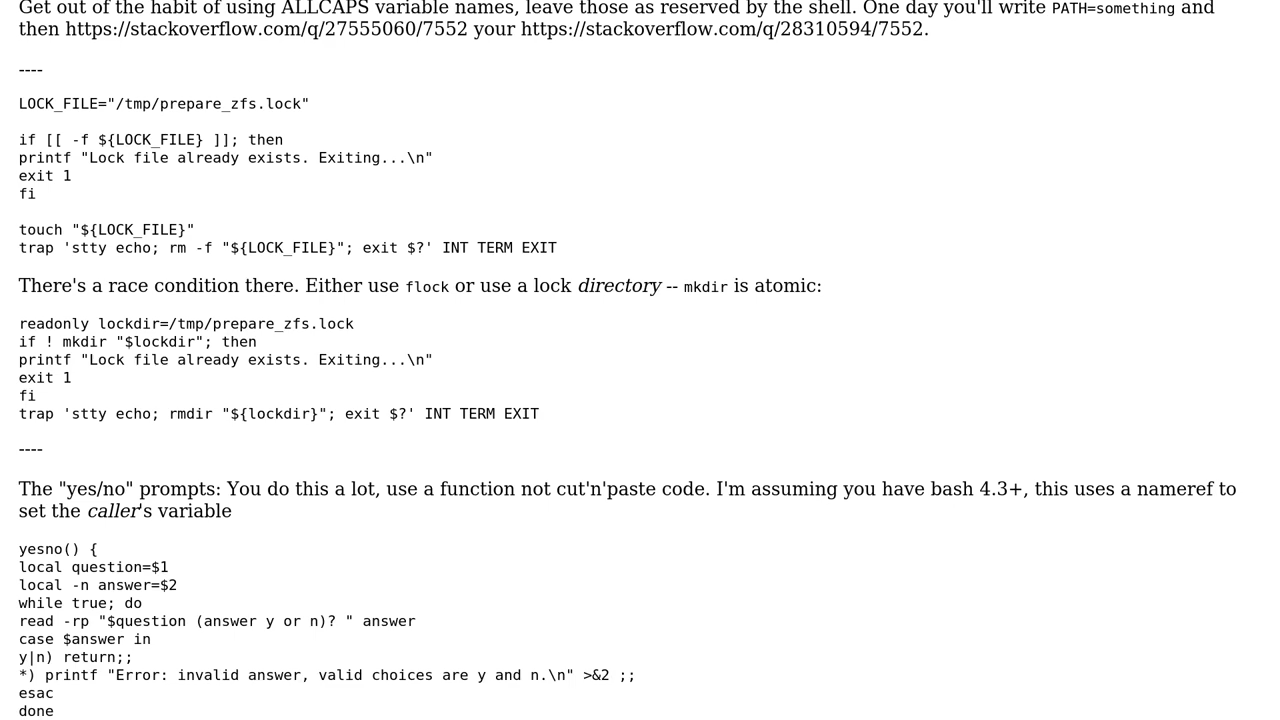 Get out of the habit of using ALLCAPS variable names, leave those as reserved by the shell. One day you'll write PATH=something and
then https://stackoverflow.com/q/27555060/7552 your https://stackoverflow.com/q/28310594/7552.
----
LOCK_FILE="/tmp/prepare_zfs.lock"
if [[ -f ${LOCK_FILE} ]]; then
printf "Lock file already exists. Exiting...\n"
exit 1
fi
touch "${LOCK_FILE}"
trap 'stty echo; rm -f "${LOCK_FILE}"; exit $?' INT TERM EXIT
There's a race condition there. Either use flock or use a lock directory -- mkdir is atomic:
readonly lockdir=/tmp/prepare_zfs.lock
if ! mkdir "$lockdir"; then
printf "Lock file already exists. Exiting...\n"
exit 1
fi
trap 'stty echo; rmdir "${lockdir}"; exit $?' INT TERM EXIT
----
The "yes/no" prompts: You do this a lot, use a function not cut'n'paste code. I'm assuming you have bash 4.3+, this uses a nameref to
set the caller's variable
yesno() {
local question=$1
local -n answer=$2
while true; do
read -rp "$question (answer y or n)? " answer
case $answer in
y|n) return;;
*) printf "Error: invalid answer, valid choices are y and n.\n" >&2 ;;
esac
done